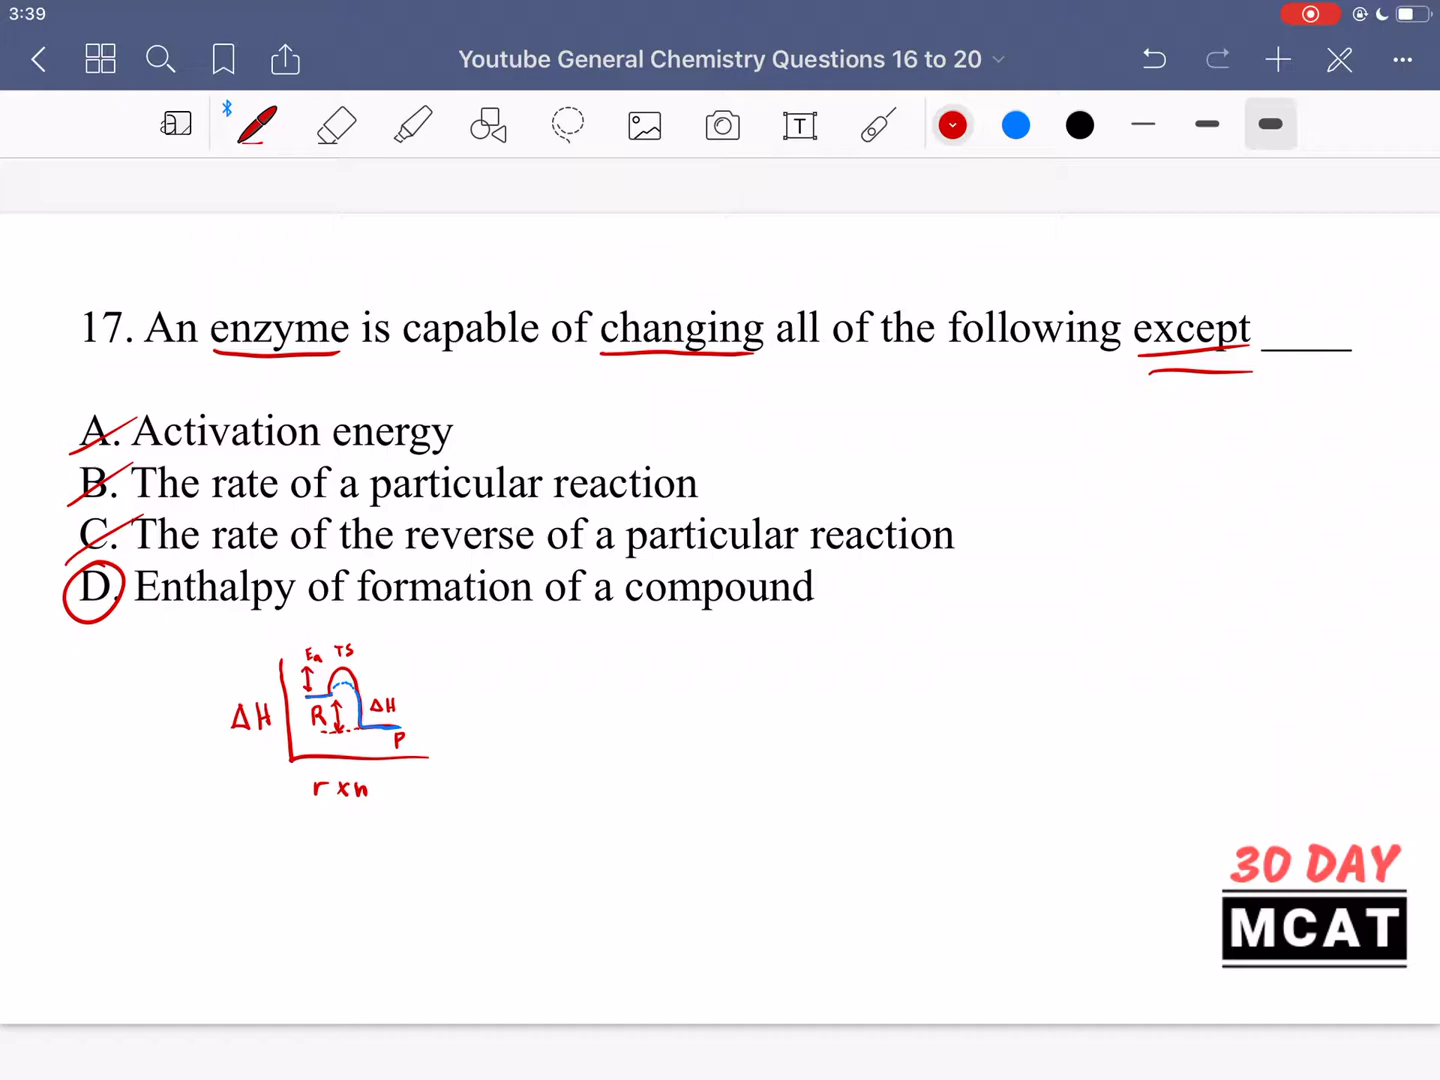 3:39
Youtube General Chemistry Questions 16 to 20
17. An enzyme is capable of changing all of the following except ____
A. Activation energy
B. The rate of a particular reaction
C. The rate of the reverse of a particular reaction
D. Enthalpy of formation of a compound
Ea TS
ΔH R ΔH
P
rxn
30 DAY
MCAT